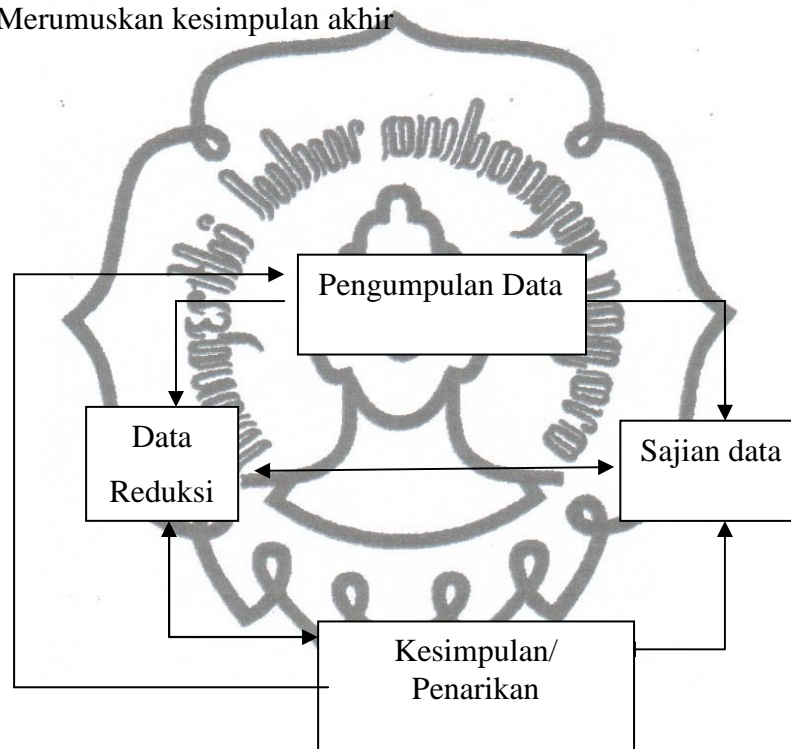 Merumuskan kesimpulan akhir
Pengumpulan Data
Data
Reduksi
Sajian data
Kesimpulan/
Penarikan